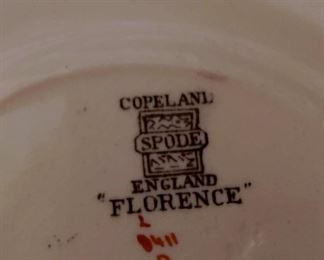 COPELAND
SPODE
ENGLAND
"FLORENCE"
L